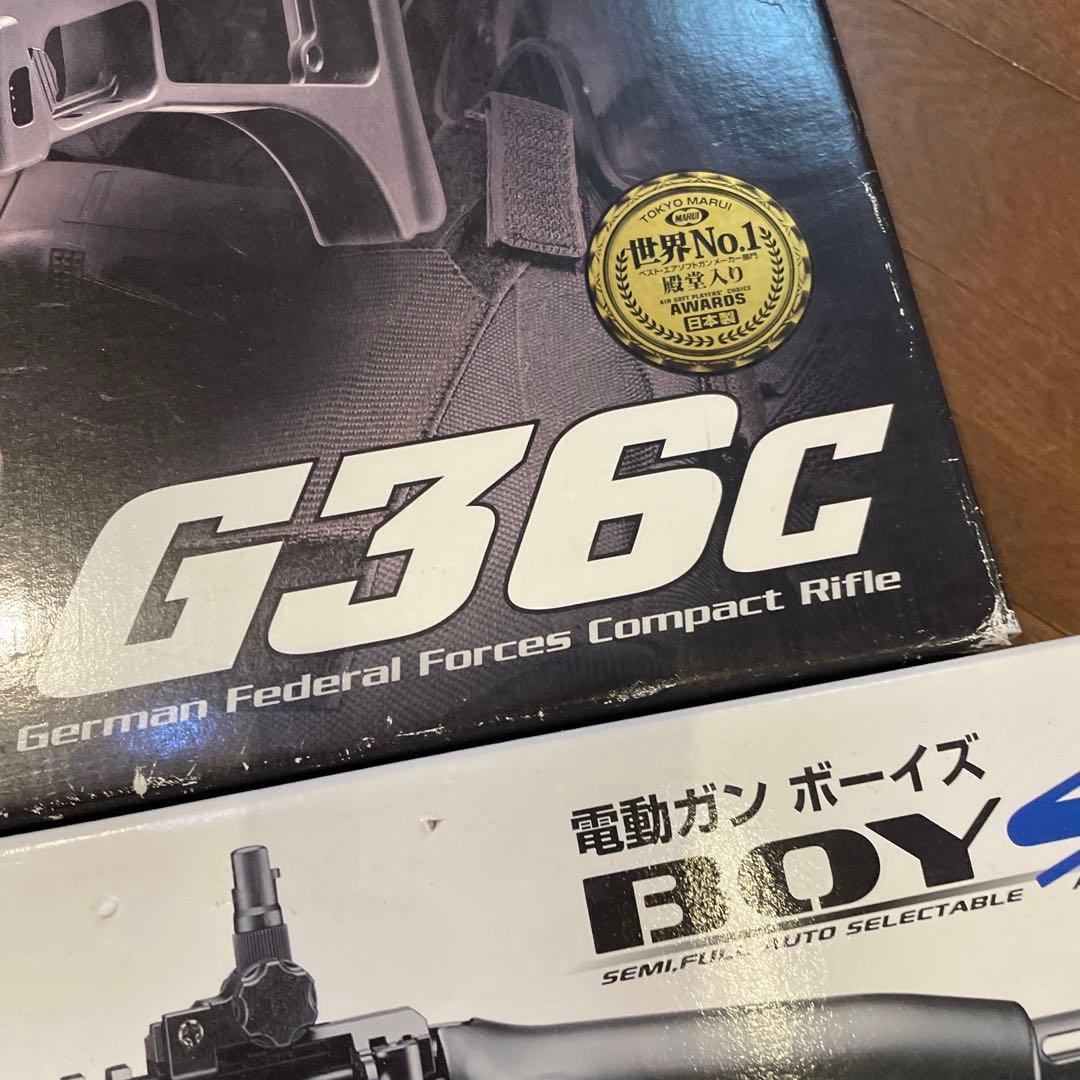 TOKYO MARUI
MARUI
世界No.1
ベスト・エアソフトガンメーカー部門
殿堂入り
AIR SOFT PLAYERS' CHOICE
AWARDS
日本製
G36C
German Federal Forces Compact Rifle
電動ガン ボーイズ
BOYS
SEMI,FULL AUTO SELECTABLE